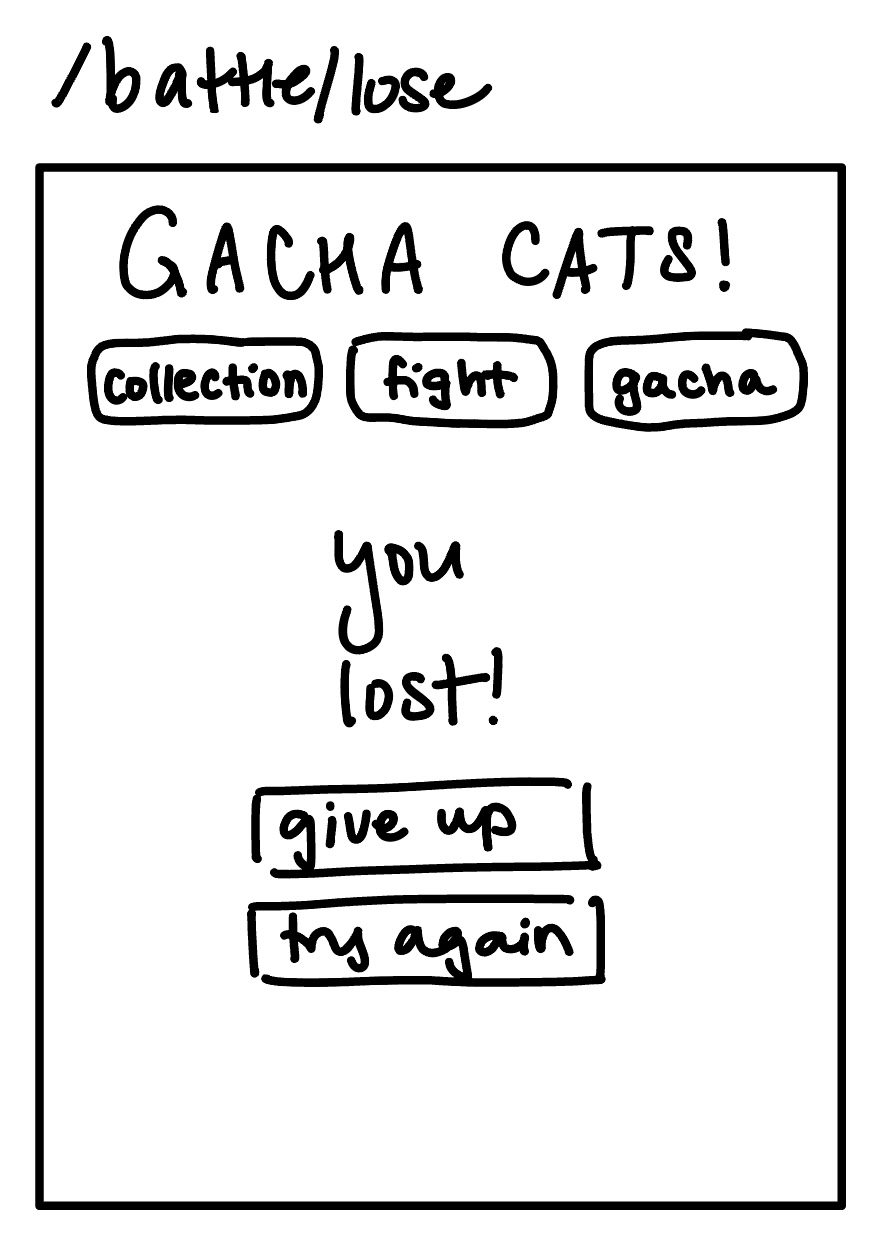 /battle/lose
GACHA CATS!
collection fight gacha
you
lost!
give up
try again